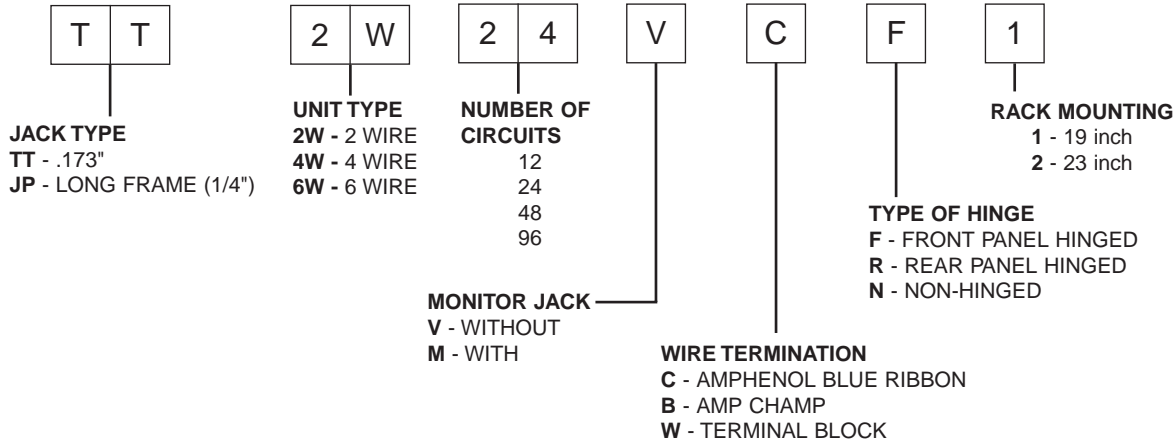 T T 2 W 2 4 V C F 1
JACK TYPE
TT - .173"
JP - LONG FRAME (1/4")
UNIT TYPE
2W - 2 WIRE
4W - 4 WIRE
6W - 6 WIRE
NUMBER OF
CIRCUITS
12
24
48
96
MONITOR JACK
V - WITHOUT
M - WITH
WIRE TERMINATION
C - AMPHENOL BLUE RIBBON
B - AMP CHAMP
W - TERMINAL BLOCK
TYPE OF HINGE
F - FRONT PANEL HINGED
R - REAR PANEL HINGED
N - NON-HINGED
RACK MOUNTING
1 - 19 inch
2 - 23 inch